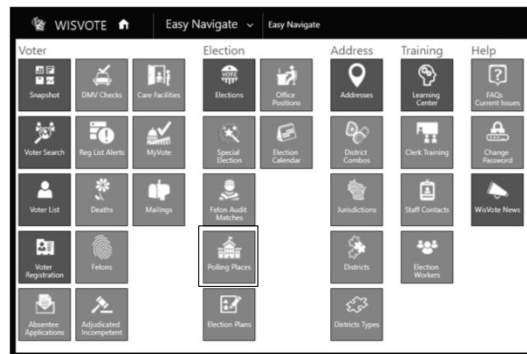 WISVOTE Easy Navigate Easy Navigate
Voter Election Address Training Help
Snapshot DMV Checks Care Facilities Elections Office Positions Addresses Learning Center FAQs Current Issues
VOTE
Voter Search Reg List Alerts MyVote Special Election Election Calendar District Combos Clerk Training Change Password
Voter List Deaths Mailings Felon Audit Matches Jurisdictions Staff Contacts WisVote News
Voter Registration Felons Polling Places Districts Election Workers
Absentee Applications Adjudicated Incompetent Election Plans Districts Types